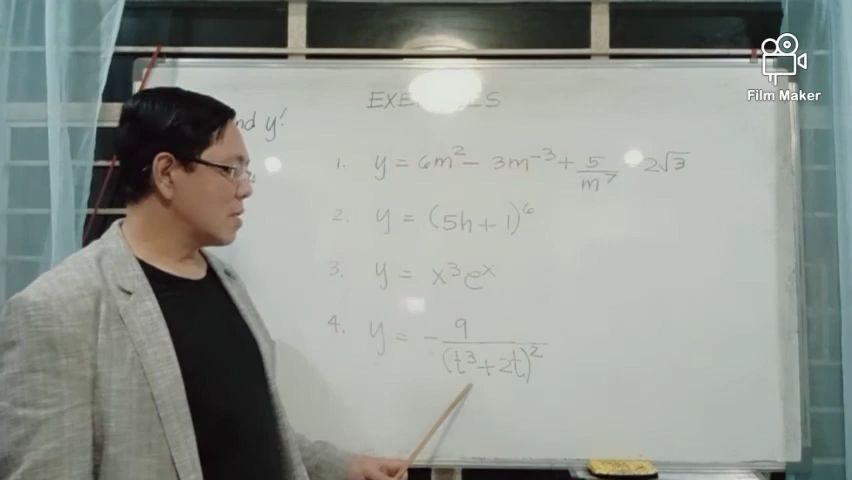 EXE ES
nd y'
1. y = 6m² - 3m⁻³ + 5/m⁷ 2√3
2. y = (5h + 1)⁶
3. y = x³eˣ
4. y = - 9/(t³ + 2t)²
Film Maker